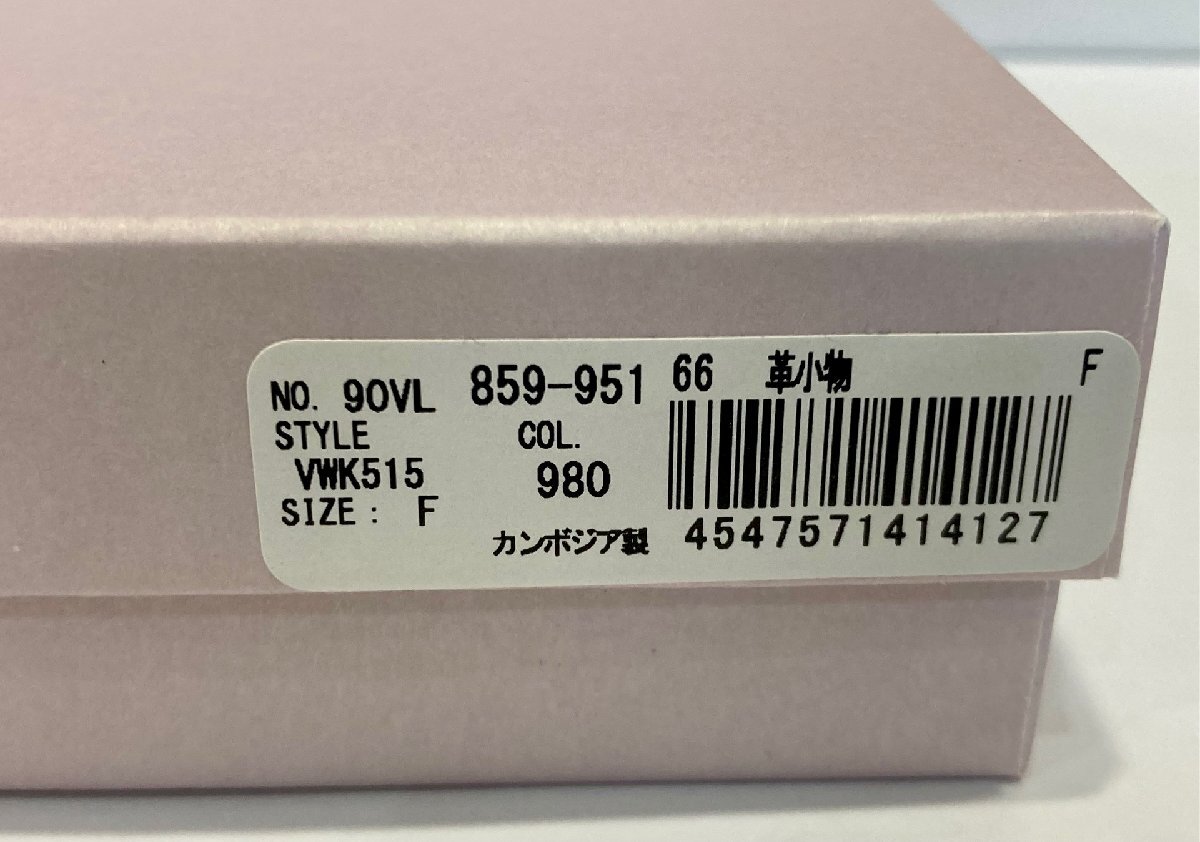 NO. 90VL 859-951 66 革小物 F
STYLE COL.
VWK515 980
SIZE: F
カンボジア製 4547571414127